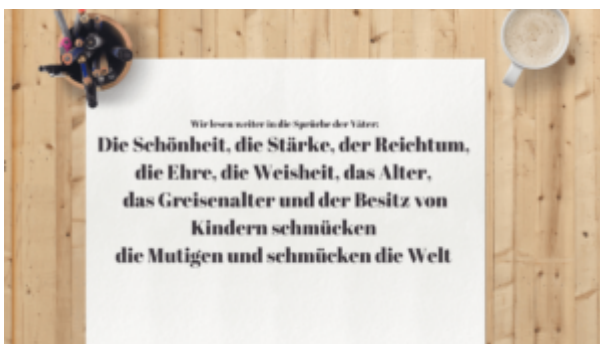 Wir lesen weiter in die Sprüche der Väter:
Die Schönheit, die Stärke, der Reichtum,
die Ehre, die Weisheit, das Alter,
das Greisenalter und der Besitz von
Kindern schmücken
die Mutigen und schmücken die Welt